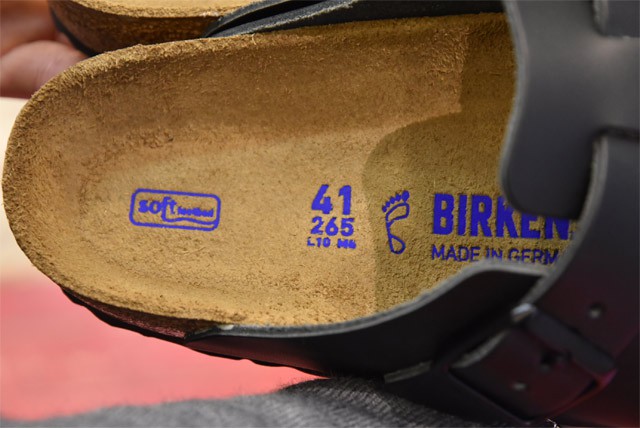 soft footbed
41
265
L10 M8
BIRKEN
MADE IN GERM